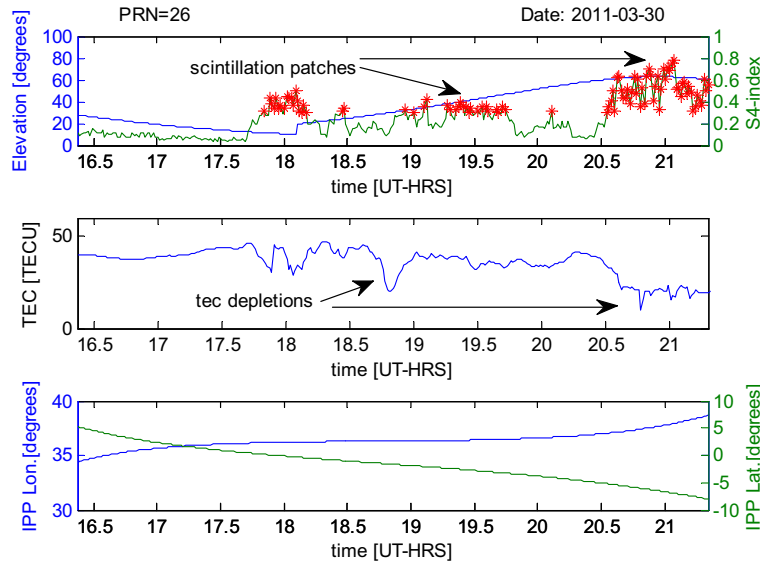 PRN=26 Date: 2011-03-30
Elevation [degrees]
100
80
60
40
20
0
scintillation patches
1
0.8
0.6
0.4
0.2
0
S4-index
16.5 17 17.5 18 18.5 19 19.5 20 20.5 21
time [UT-HRS]
TEC [TECU]
50
0
tec depletions
16.5 17 17.5 18 18.5 19 19.5 20 20.5 21
time [UT-HRS]
IPP Lon.[degrees]
40
35
30
10
5
0
-5
-10
IPP Lat.[degrees]
16.5 17 17.5 18 18.5 19 19.5 20 20.5 21
time [UT-HRS]